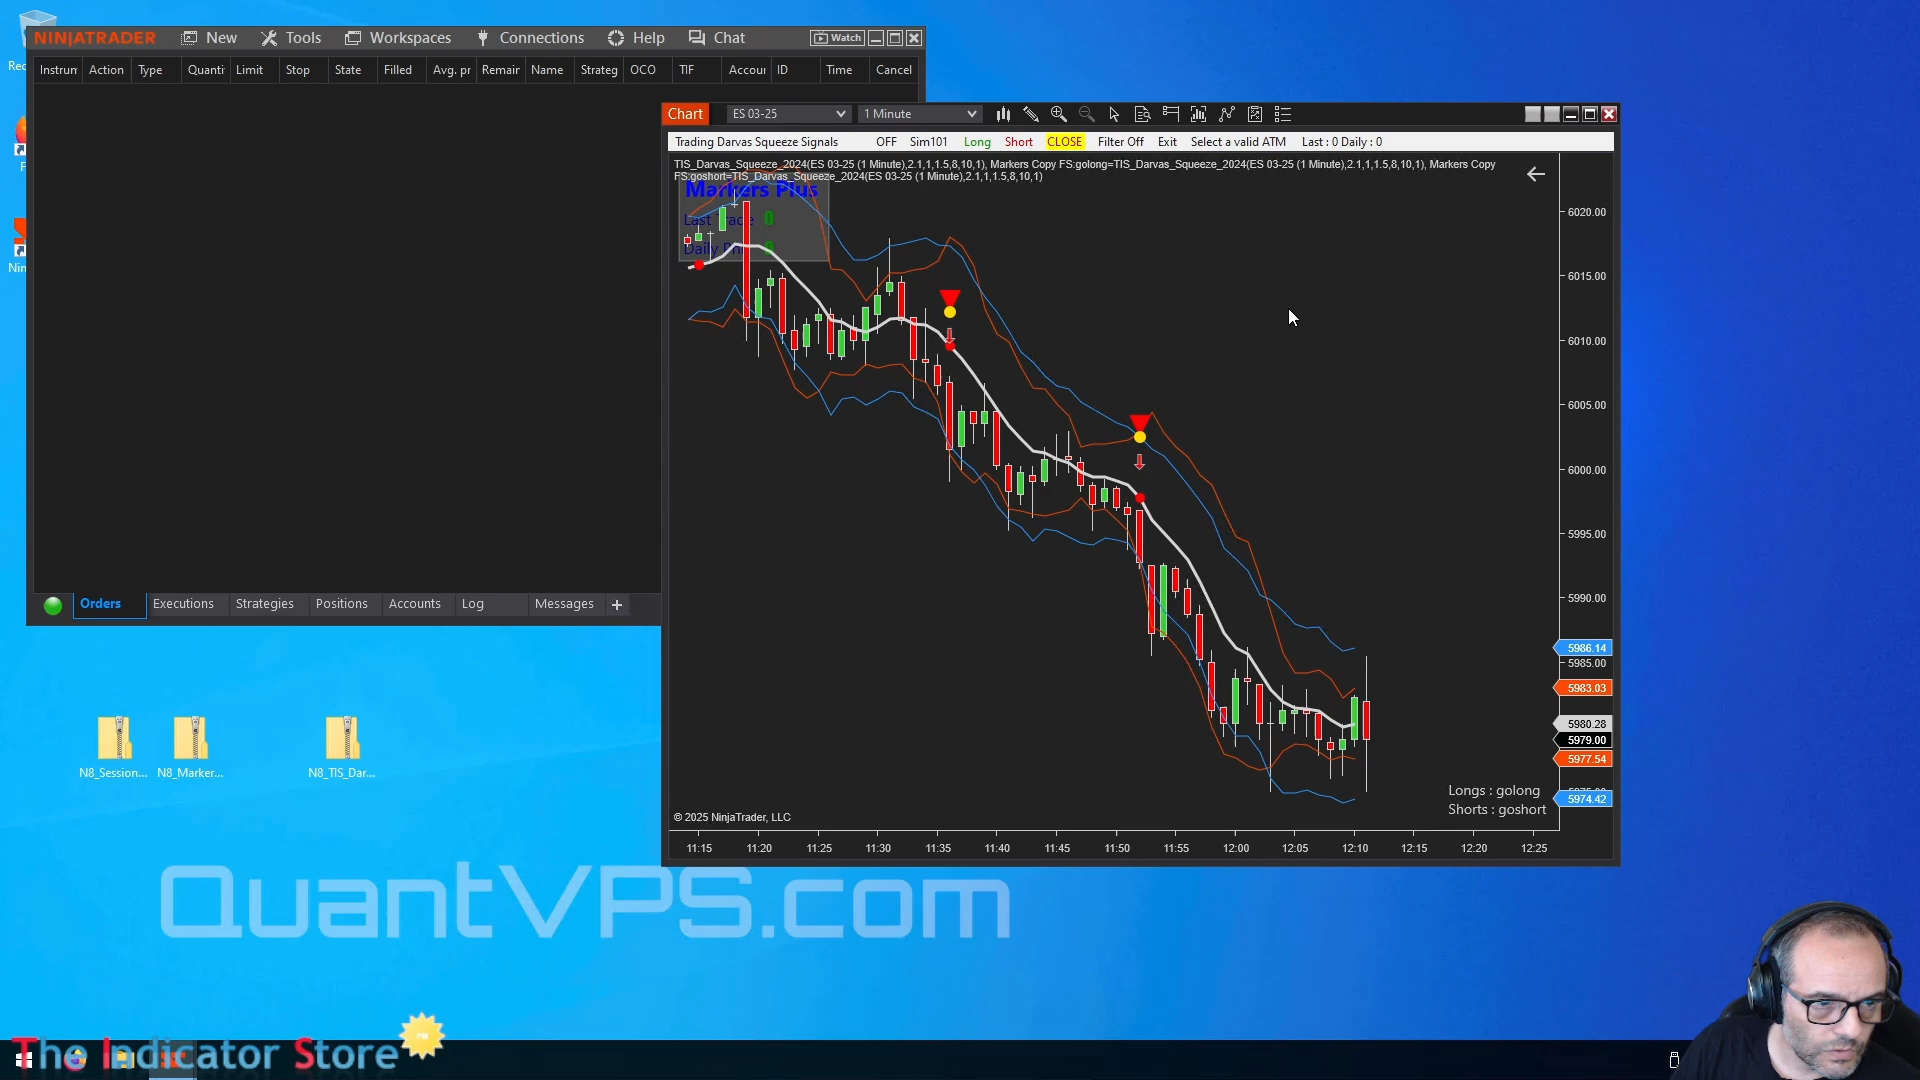 NINJATRADER New Tools Workspaces Connections Help Chat Watch
Instrun Action Type Quanti Limit Stop State Filled Avg. pr Remair Name Strateg OCO TIF Accour ID Time Cancel
Chart ES 03-25 1 Minute
Trading Darvas Squeeze Signals OFF Sim101 Long Short CLOSE Filter Off Exit Select a valid ATM Last : 0 Daily : 0
TIS_Darvas_Squeeze_2024(ES 03-25 (1 Minute),2.1,1,1.5,8,10,1), Markers Copy FS:golong=TIS_Darvas_Squeeze_2024(ES 03-25 (1 Minute),2.1,1,1.5,8,10,1), Markers Copy
FS:goshort=TIS_Darvas_Squeeze_2024(ES 03-25 (1 Minute),2.1,1,1.5,8,10,1)
Markers Plus
Last Trade 0
Daily PnL
6020.00
6015.00
6010.00
6005.00
6000.00
5995.00
5990.00
5986.14
5985.00
5983.03
5980.28
5979.00
5977.54
5974.42
Longs : golong
Shorts : goshort
© 2025 NinjaTrader, LLC
11:15 11:20 11:25 11:30 11:35 11:40 11:45 11:50 11:55 12:00 12:05 12:10 12:15 12:20 12:25
Orders Executions Strategies Positions Accounts Log Messages +
N8_Session... N8_Marker... N8_TIS_Dar...
QuantVPS.com
The Indicator Store